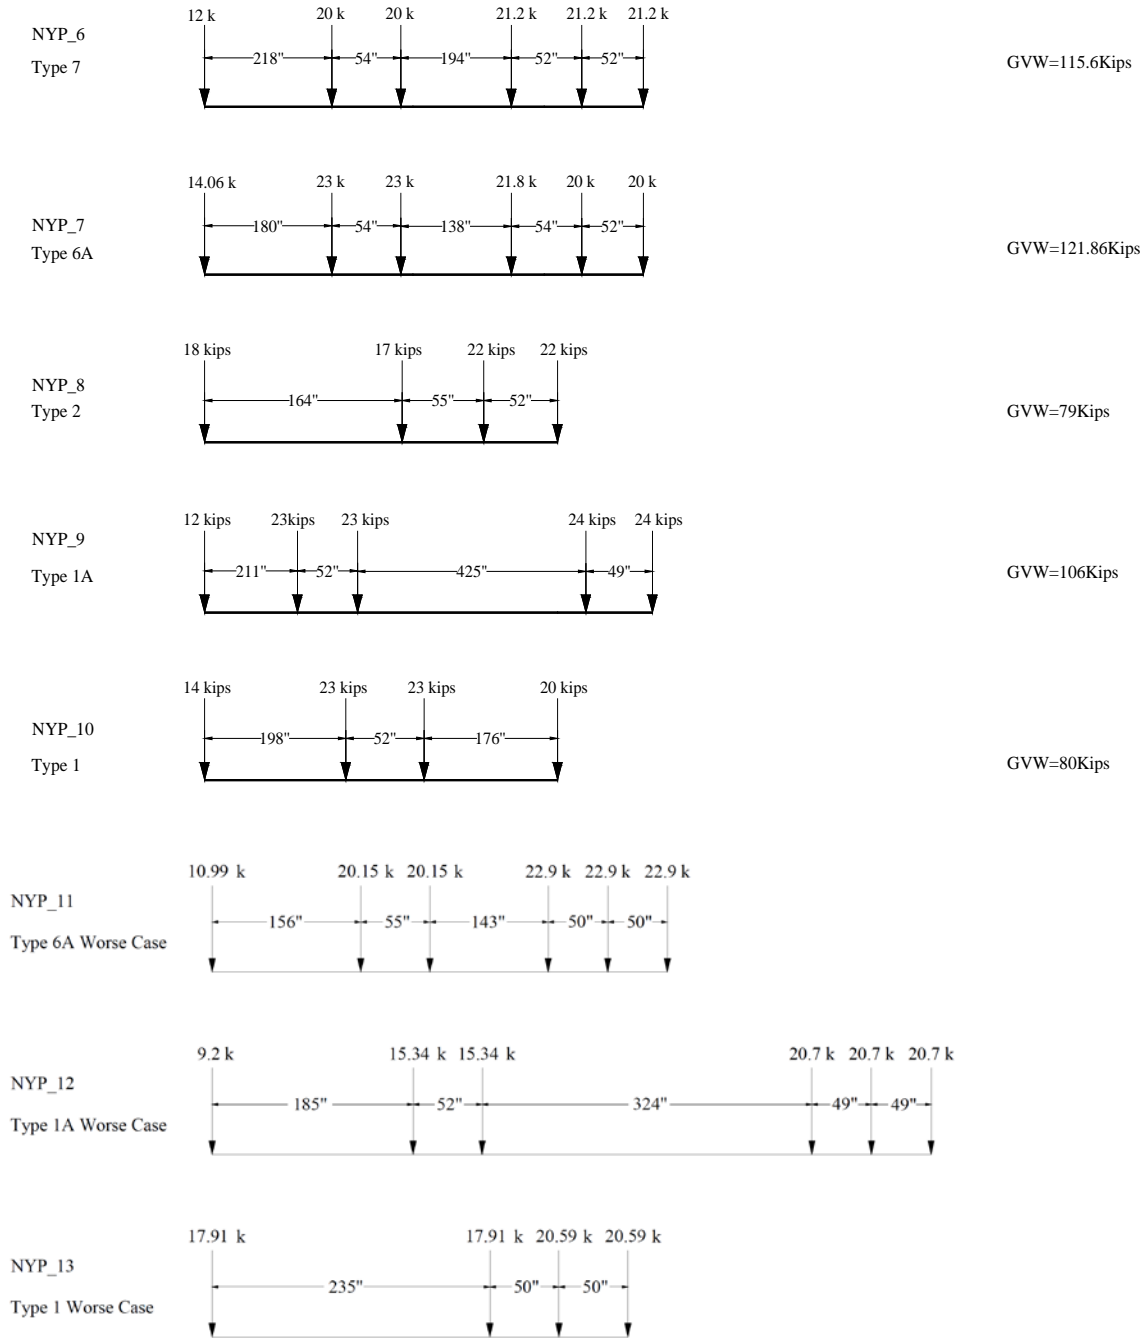 12 k 20 k 20 k 21.2 k 21.2 k 21.2 k
NYP_6
218" 54" 194" 52" 52"
Type 7
GVW=115.6Kips
14.06 k 23 k 23 k 21.8 k 20 k 20 k
NYP_7
180" 54" 138" 54" 52"
Type 6A
GVW=121.86Kips
18 kips 17 kips 22 kips 22 kips
NYP_8
164" 55" 52"
Type 2
GVW=79Kips
12 kips 23kips 23 kips 24 kips 24 kips
NYP_9
211" 52" 425" 49"
Type 1A
GVW=106Kips
14 kips 23 kips 23 kips 20 kips
NYP_10
198" 52" 176"
Type 1
GVW=80Kips
10.99 k 20.15 k 20.15 k 22.9 k 22.9 k 22.9 k
NYP_11
156" 55" 143" 50" 50"
Type 6A Worse Case
9.2 k 15.34 k 15.34 k 20.7 k 20.7 k 20.7 k
NYP_12
185" 52" 324" 49" 49"
Type 1A Worse Case
17.91 k 17.91 k 20.59 k 20.59 k
NYP_13
235" 50" 50"
Type 1 Worse Case